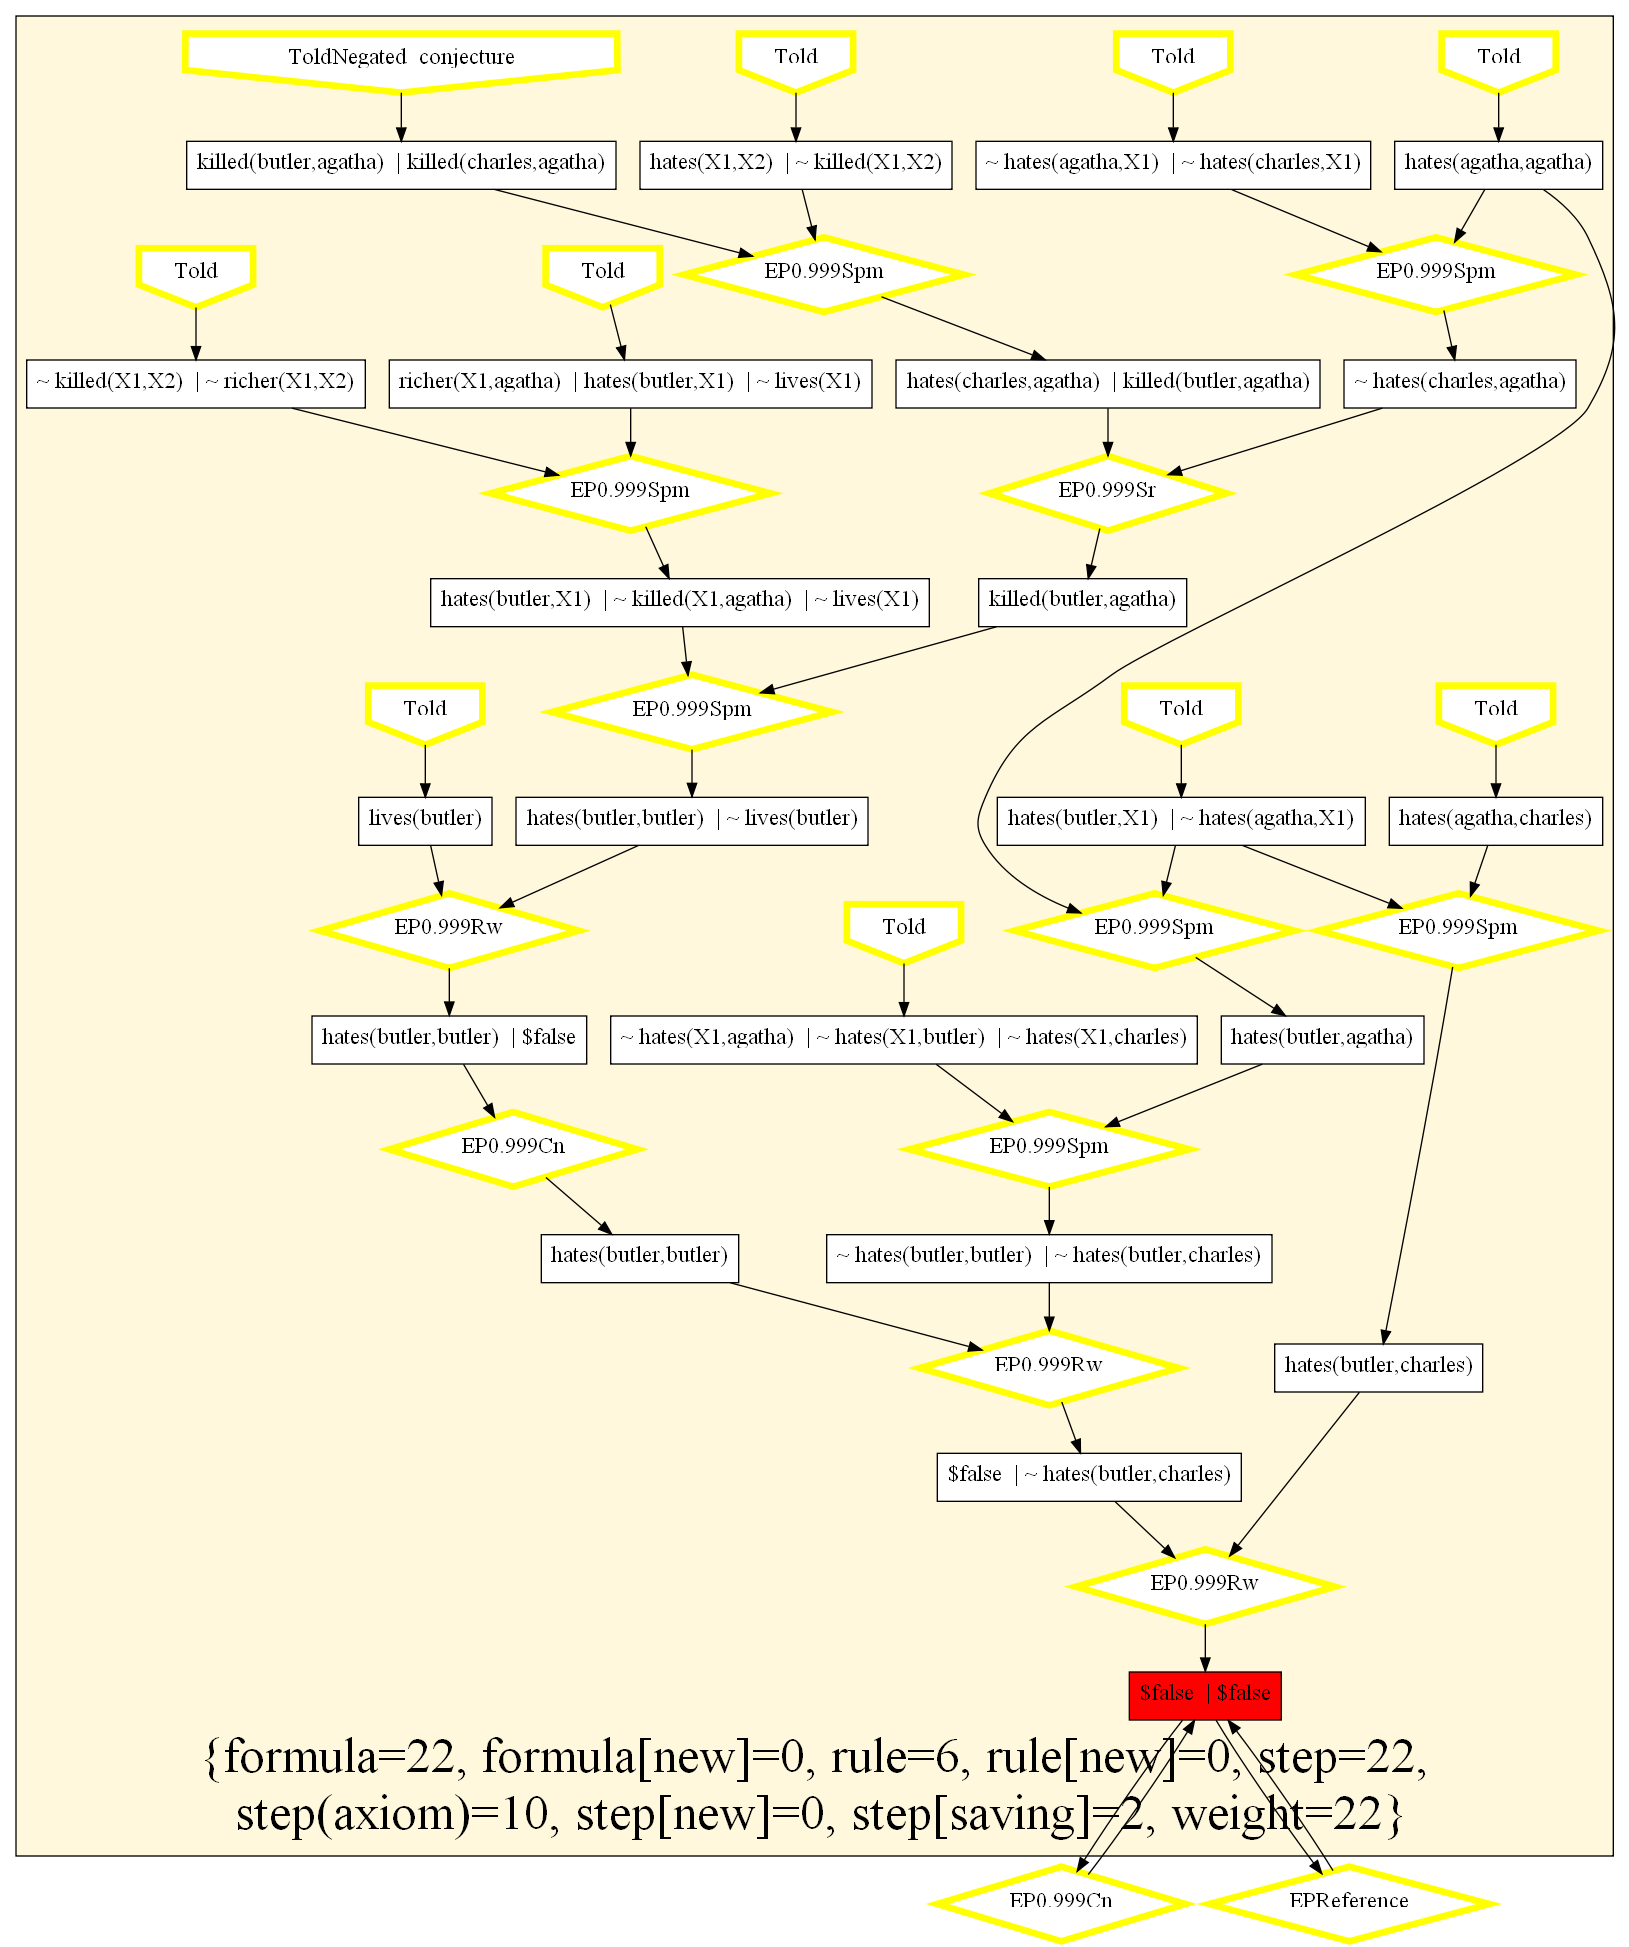 ToldNegated_conjecture
Told
Told
Told
killed(butler,agatha) | killed(charles,agatha)
hates(X1,X2) | ~ killed(X1,X2)
~ hates(agatha,X1) | ~ hates(charles,X1)
hates(agatha,agatha)
Told
Told
EP0.999Spm
EP0.999Spm
~ killed(X1,X2) | ~ richer(X1,X2)
richer(X1,agatha) | hates(butler,X1) | ~ lives(X1)
hates(charles,agatha) | killed(butler,agatha)
~ hates(charles,agatha)
EP0.999Spm
EP0.999Sr
hates(butler,X1) | ~ killed(X1,agatha) | ~ lives(X1)
killed(butler,agatha)
Told
EP0.999Spm
Told
Told
lives(butler)
hates(butler,butler) | ~ lives(butler)
hates(butler,X1) | ~ hates(agatha,X1)
hates(agatha,charles)
EP0.999Rw
Told
EP0.999Spm
EP0.999Spm
hates(butler,butler) | $false
~ hates(X1,agatha) | ~ hates(X1,butler) | ~ hates(X1,charles)
hates(butler,agatha)
EP0.999Cn
EP0.999Spm
hates(butler,butler)
~ hates(butler,butler) | ~ hates(butler,charles)
EP0.999Rw
hates(butler,charles)
$false | ~ hates(butler,charles)
EP0.999Rw
$false | $false
{formula=22, formula[new]=0, rule=6, rule[new]=0, step=22,
step(axiom)=10, step[new]=0, step[saving]=2, weight=22}
EP0.999Cn
EPReference